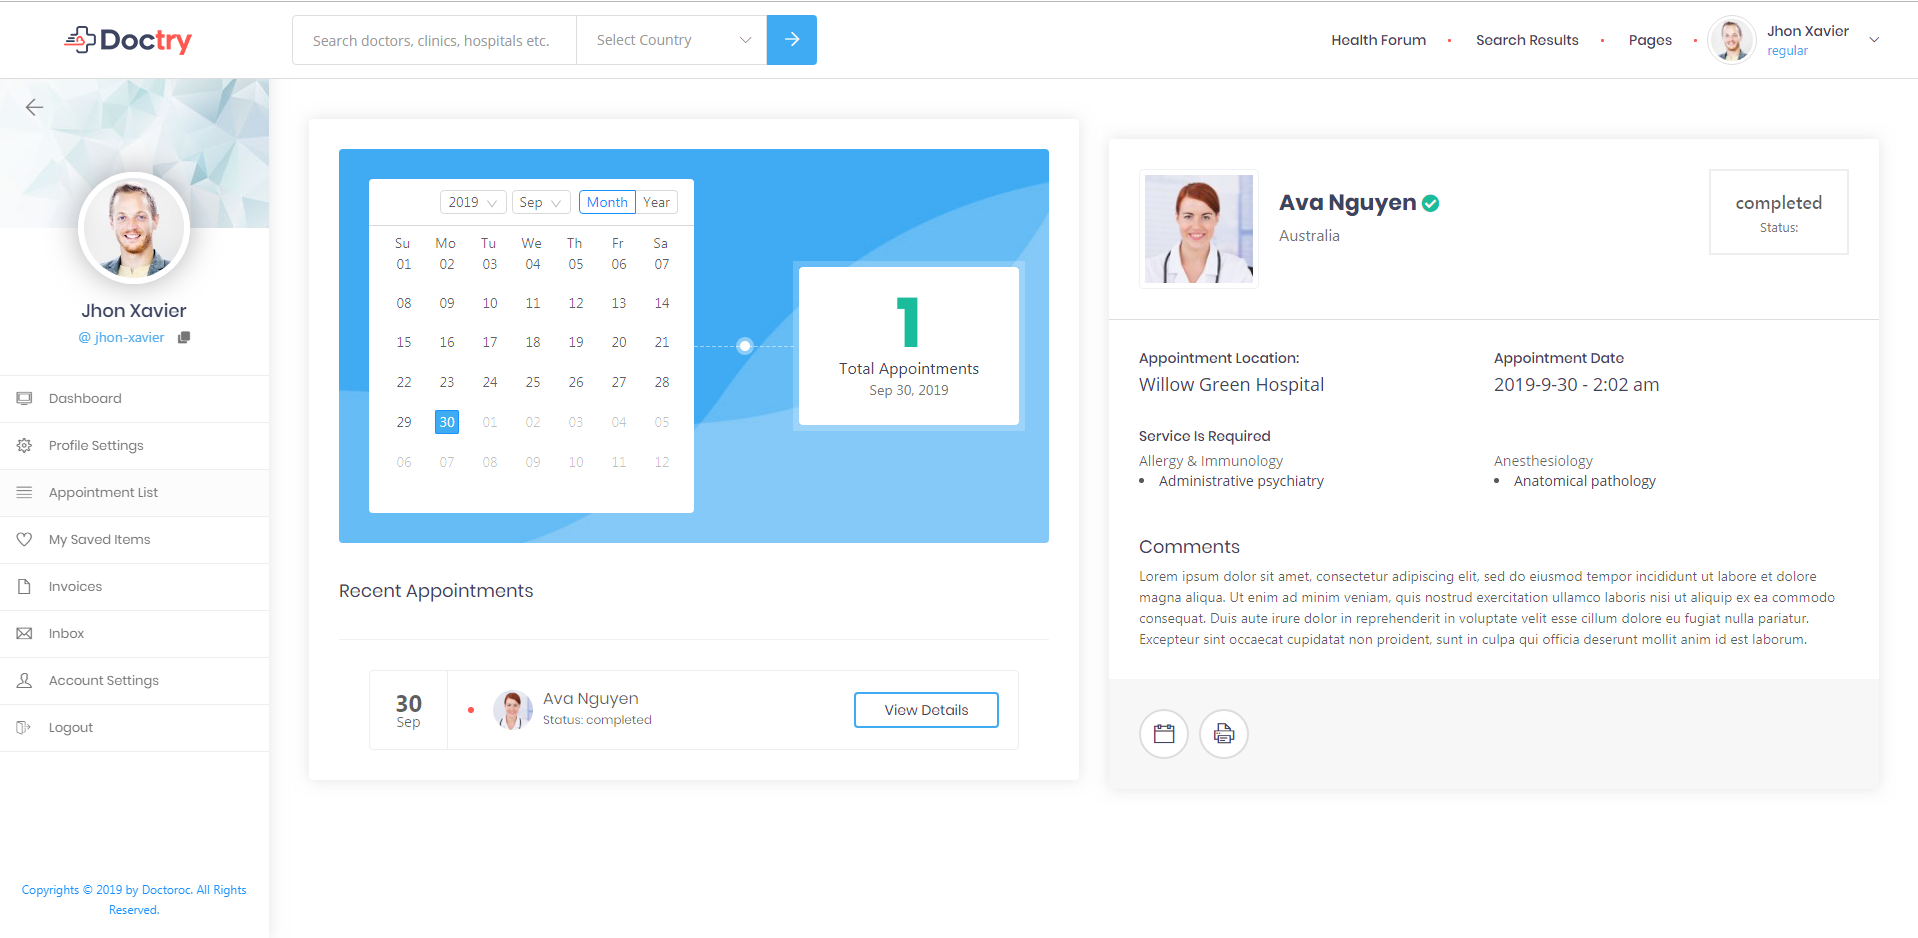 Doctry
Search doctors, clinics, hospitals etc.
Select Country
Health Forum
Search Results
Pages
Jhon Xavier
regular
Jhon Xavier
@ jhon-xavier
Dashboard
Profile Settings
Appointment List
My Saved Items
Invoices
Inbox
Account Settings
Logout
Copyrights © 2019 by Doctoroc. All Rights
Reserved.
2019 Sep Month Year
Su Mo Tu We Th Fr Sa
01 02 03 04 05 06 07
08 09 10 11 12 13 14
15 16 17 18 19 20 21
22 23 24 25 26 27 28
29 30 01 02 03 04 05
06 07 08 09 10 11 12
1
Total Appointments
Sep 30, 2019
Recent Appointments
30
Sep
Ava Nguyen
Status: completed
View Details
Ava Nguyen
Australia
completed
Status:
Appointment Location:
Willow Green Hospital
Appointment Date
2019-9-30 - 2:02 am
Service Is Required
Allergy & Immunology
• Administrative psychiatry
Anesthesiology
• Anatomical pathology
Comments
Lorem ipsum dolor sit amet, consectetur adipiscing elit, sed do eiusmod tempor incididunt ut labore et dolore
magna aliqua. Ut enim ad minim veniam, quis nostrud exercitation ullamco laboris nisi ut aliquip ex ea commodo
consequat. Duis aute irure dolor in reprehenderit in voluptate velit esse cillum dolore eu fugiat nulla pariatur.
Excepteur sint occaecat cupidatat non proident, sunt in culpa qui officia deserunt mollit anim id est laborum.